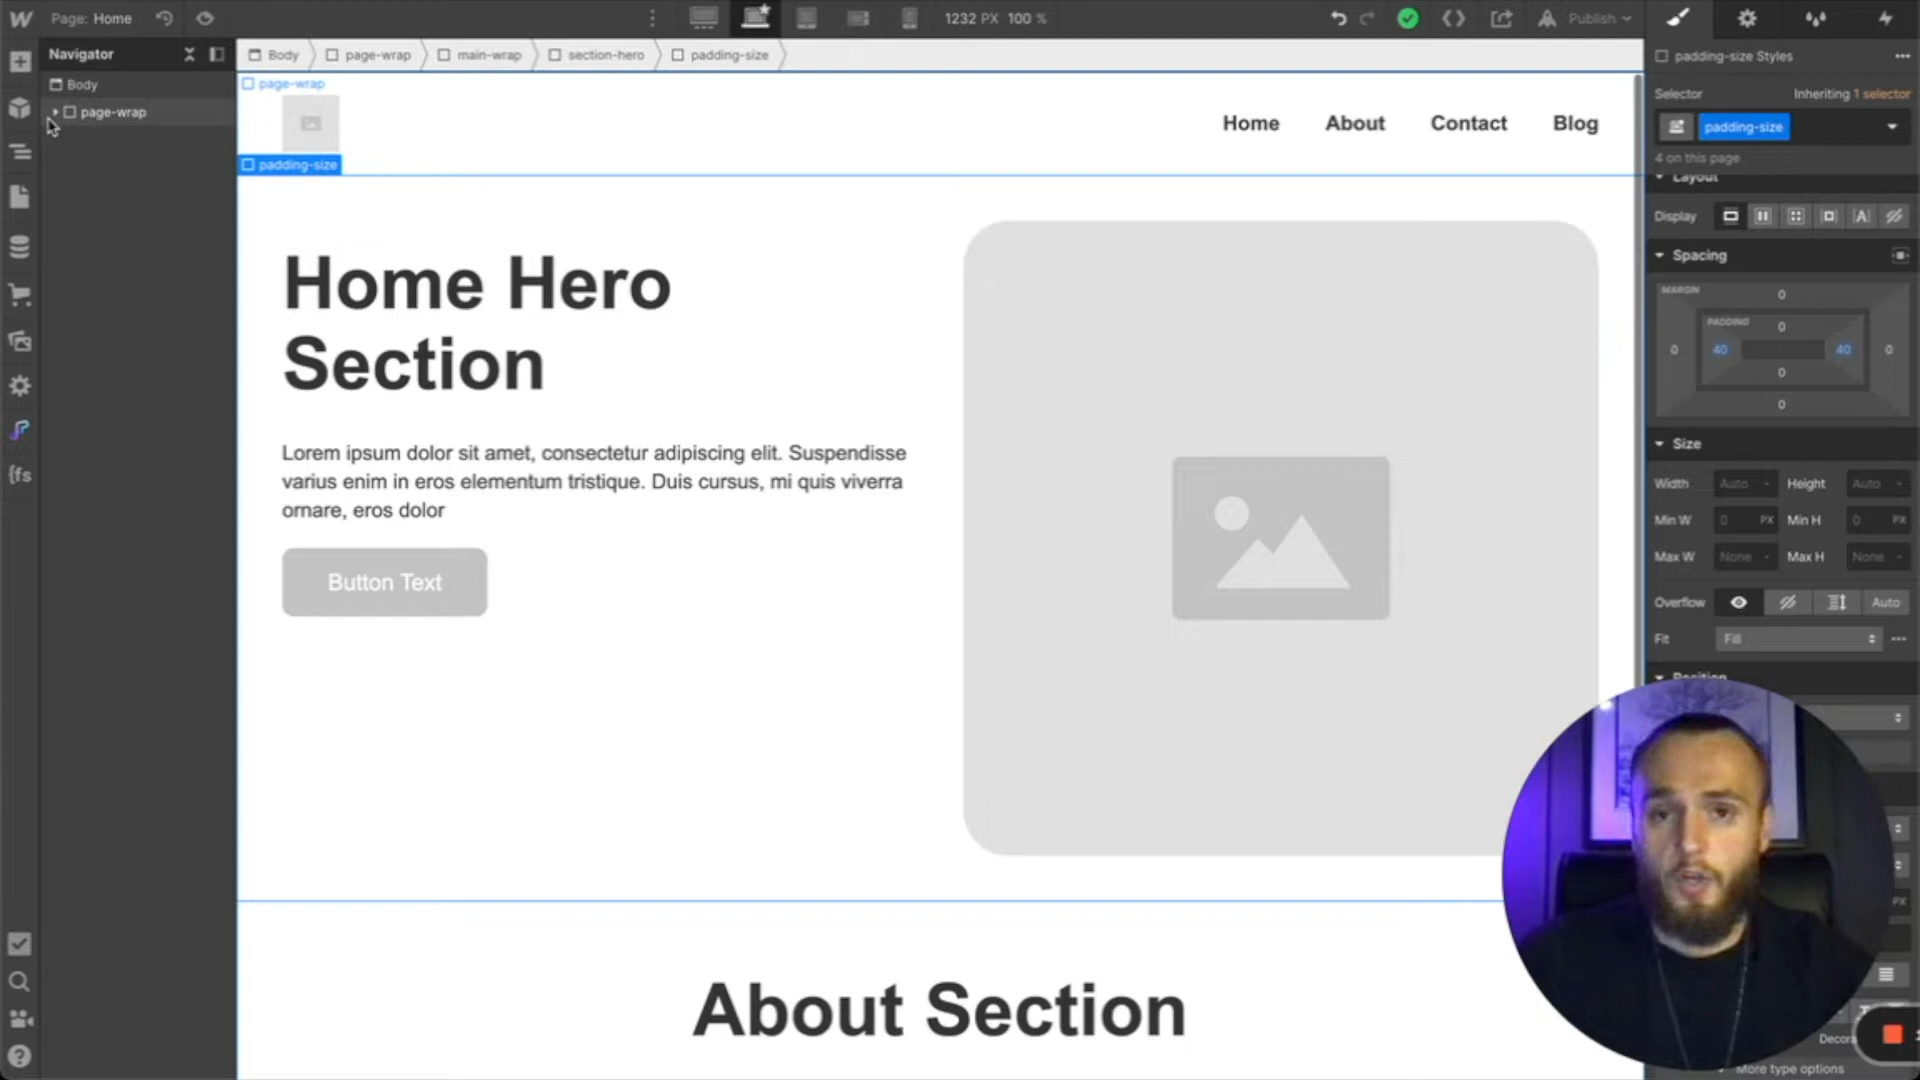 Page: Home
1232 PX 100 %
Publish
Navigator
Body
page-wrap
Body
page-wrap
main-wrap
section-hero
padding-size
page-wrap
padding-size
Home
About
Contact
Blog
Home Hero
Section
Lorem ipsum dolor sit amet, consectetur adipiscing elit. Suspendisse
varius enim in eros elementum tristique. Duis cursus, mi quis viverra
ornare, eros dolor
Button Text
About Section
padding-size Styles
Selector
Inheriting 1 selector
padding-size
4 on this page
Layout
Display
Spacing
MARGIN
0
PADDING
0
0
40
40
0
0
0
Size
Width
Auto
-
Height
Auto
-
Min W
0
PX
Min H
0
PX
Max W
None
-
Max H
None
-
Overflow
Auto
Fit
Fill
Position
PX
Decora
More type options
{fs